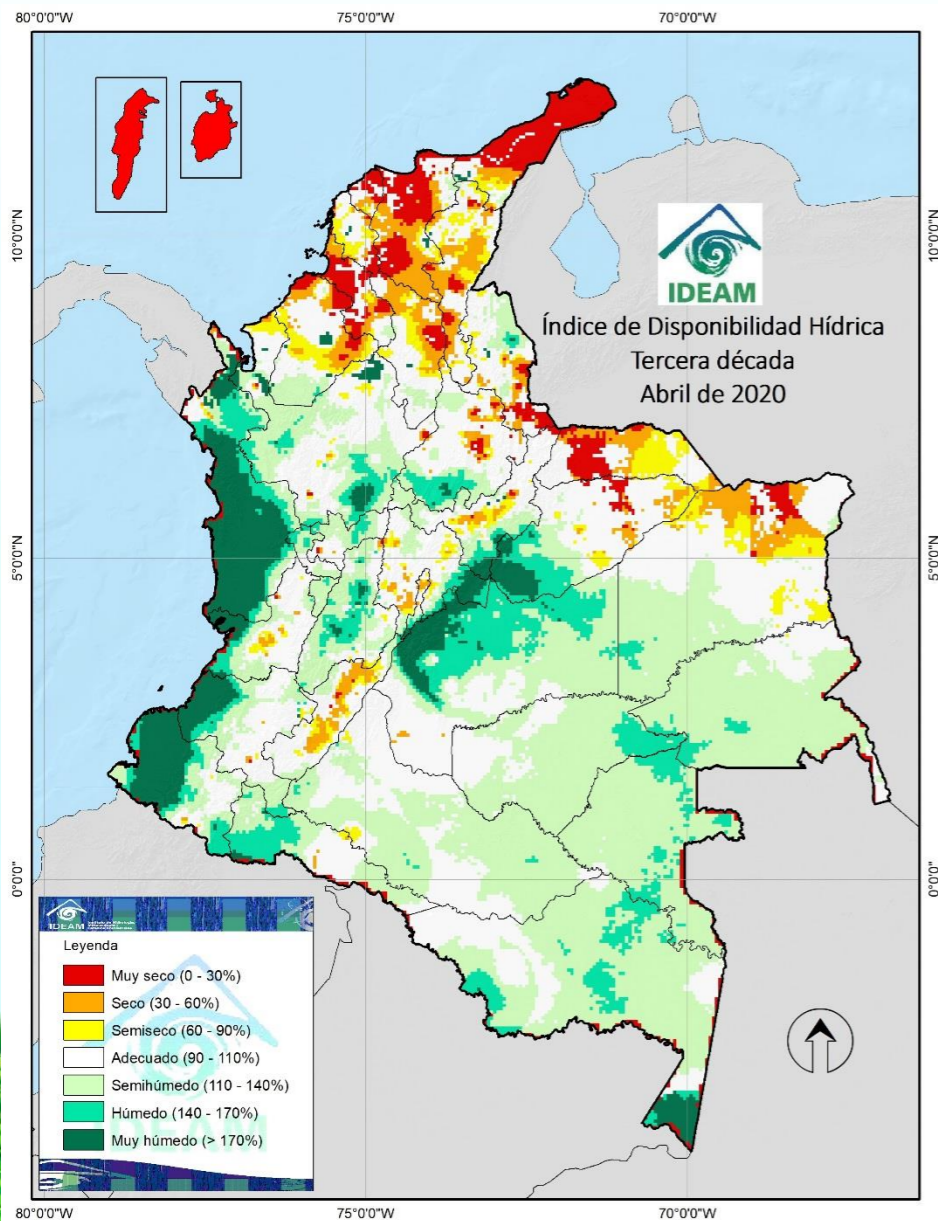 80°0'0"W 75°0'0"W 70°0'0"W
10°0'0"N
10°0'0"N
IDEAM
Índice de Disponibilidad Hídrica
Tercera década
Abril de 2020
5°0'0"N
5°0'0"N
0°0'0"
0°0'0"
IDEAM
Leyenda
Muy seco (0 - 30%)
Seco (30 - 60%)
Semiseco (60 - 90%)
Adecuado (90 - 110%)
Semihúmedo (110 - 140%)
Húmedo (140 - 170%)
Muy húmedo (> 170%)
IDEAM
80°0'0"W 75°0'0"W 70°0'0"W